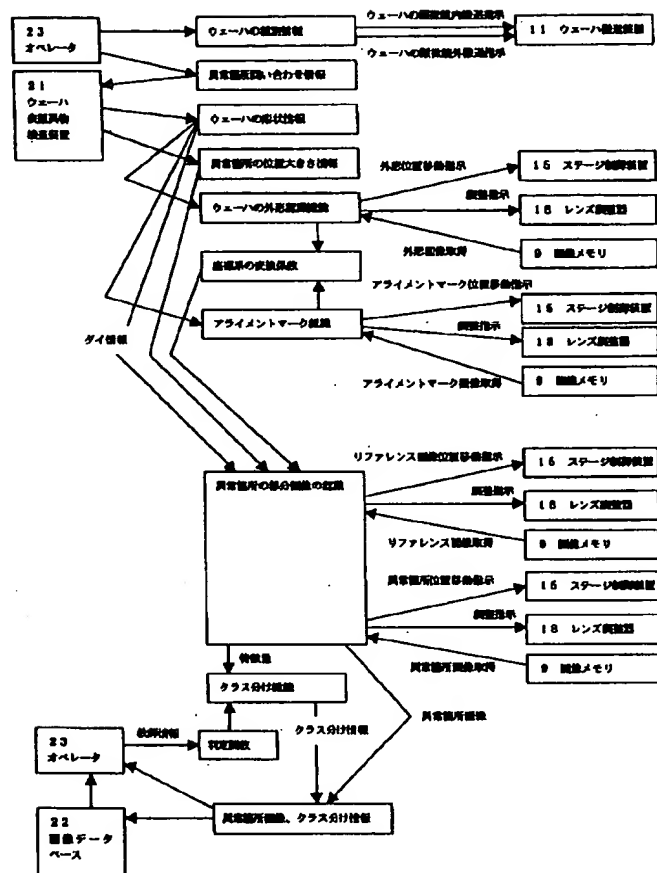 23
オペレータ
ウェーハの種別情報
ウェーハの顕微鏡内搬送指示
ウェーハの顕微鏡外搬送指示
11 ウェーハ搬送装置
異常箇所問い合わせ情報
21
ウェーハ
表面異物
検査装置
ウェーハの形状情報
異常箇所の位置大きさ情報
ウェーハの外形認識機能
外形位置移動指示
調整指示
外形画像取得
15 ステージ制御装置
18 レンズ調整器
9 画像メモリ
座標系の変換係数
アライメントマーク認識
アライメントマーク位置移動指示
調整指示
アライメントマーク画像取得
15 ステージ制御装置
18 レンズ調整器
9 画像メモリ
ダイ情報
異常箇所の部分画像の認識
リファレンス画像位置移動指示
調整指示
リファレンス画像取得
15 ステージ制御装置
18 レンズ調整器
9 画像メモリ
異常箇所位置移動指示
調整指示
異常箇所画像取得
15 ステージ制御装置
18 レンズ調整器
9 画像メモリ
特徴量
クラス分け機能
クラス分け情報
異常箇所画像
23
オペレータ
教師情報
判定関数
異常箇所画像、クラス分け情報
22
画像データ
ベース